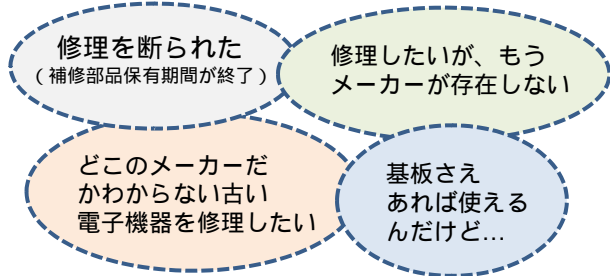 修理を断られた
（補修部品保有期間が終了）
修理したいが、もう
メーカーが存在しない
どこのメーカーだ
かわからない古い
電子機器を修理したい
基板さえ
あれば使える
んだけど…